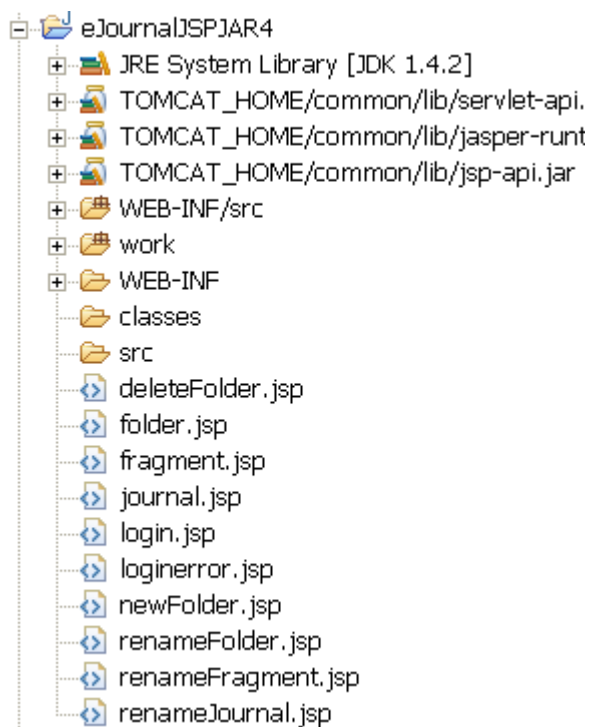 eJournalJSPJAR4
JRE System Library [JDK 1.4.2]
TOMCAT_HOME/common/lib/servlet-api.
TOMCAT_HOME/common/lib/jasper-runt
TOMCAT_HOME/common/lib/jsp-api.jar
WEB-INF/src
work
WEB-INF
classes
src
deleteFolder.jsp
folder.jsp
fragment.jsp
journal.jsp
login.jsp
loginerror.jsp
newFolder.jsp
renameFolder.jsp
renameFragment.jsp
renameJournal.jsp